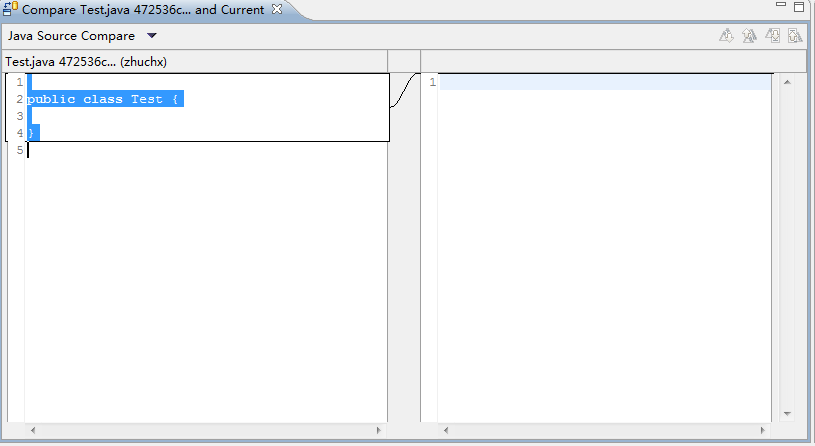 Compare Test.java 472536c... and Current
Java Source Compare
Test.java 472536c... (zhuchx)
1
2 public class Test {
3
4 }
5
1